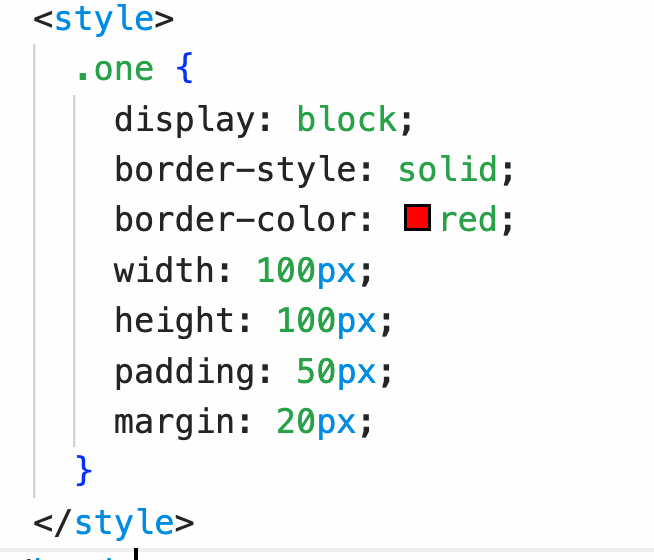 <style>
.one {
display: block;
border-style: solid;
border-color: red;
width: 100px;
height: 100px;
padding: 50px;
margin: 20px;
}
</style>